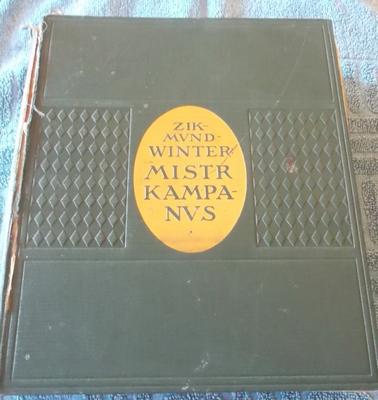 ZIK-
MVND-
WINTER
MISTR
KAMPA-
NVS